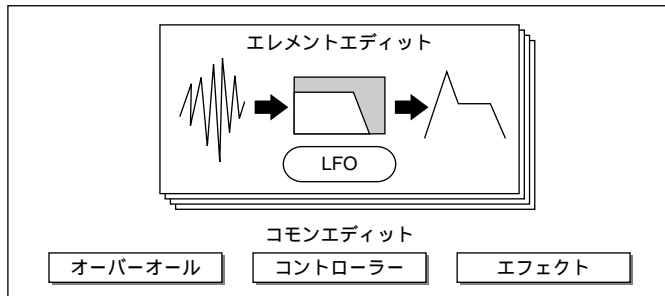 エレメントエディット
LFO
コモンエディット
オーバーオール
コントローラー
エフェクト